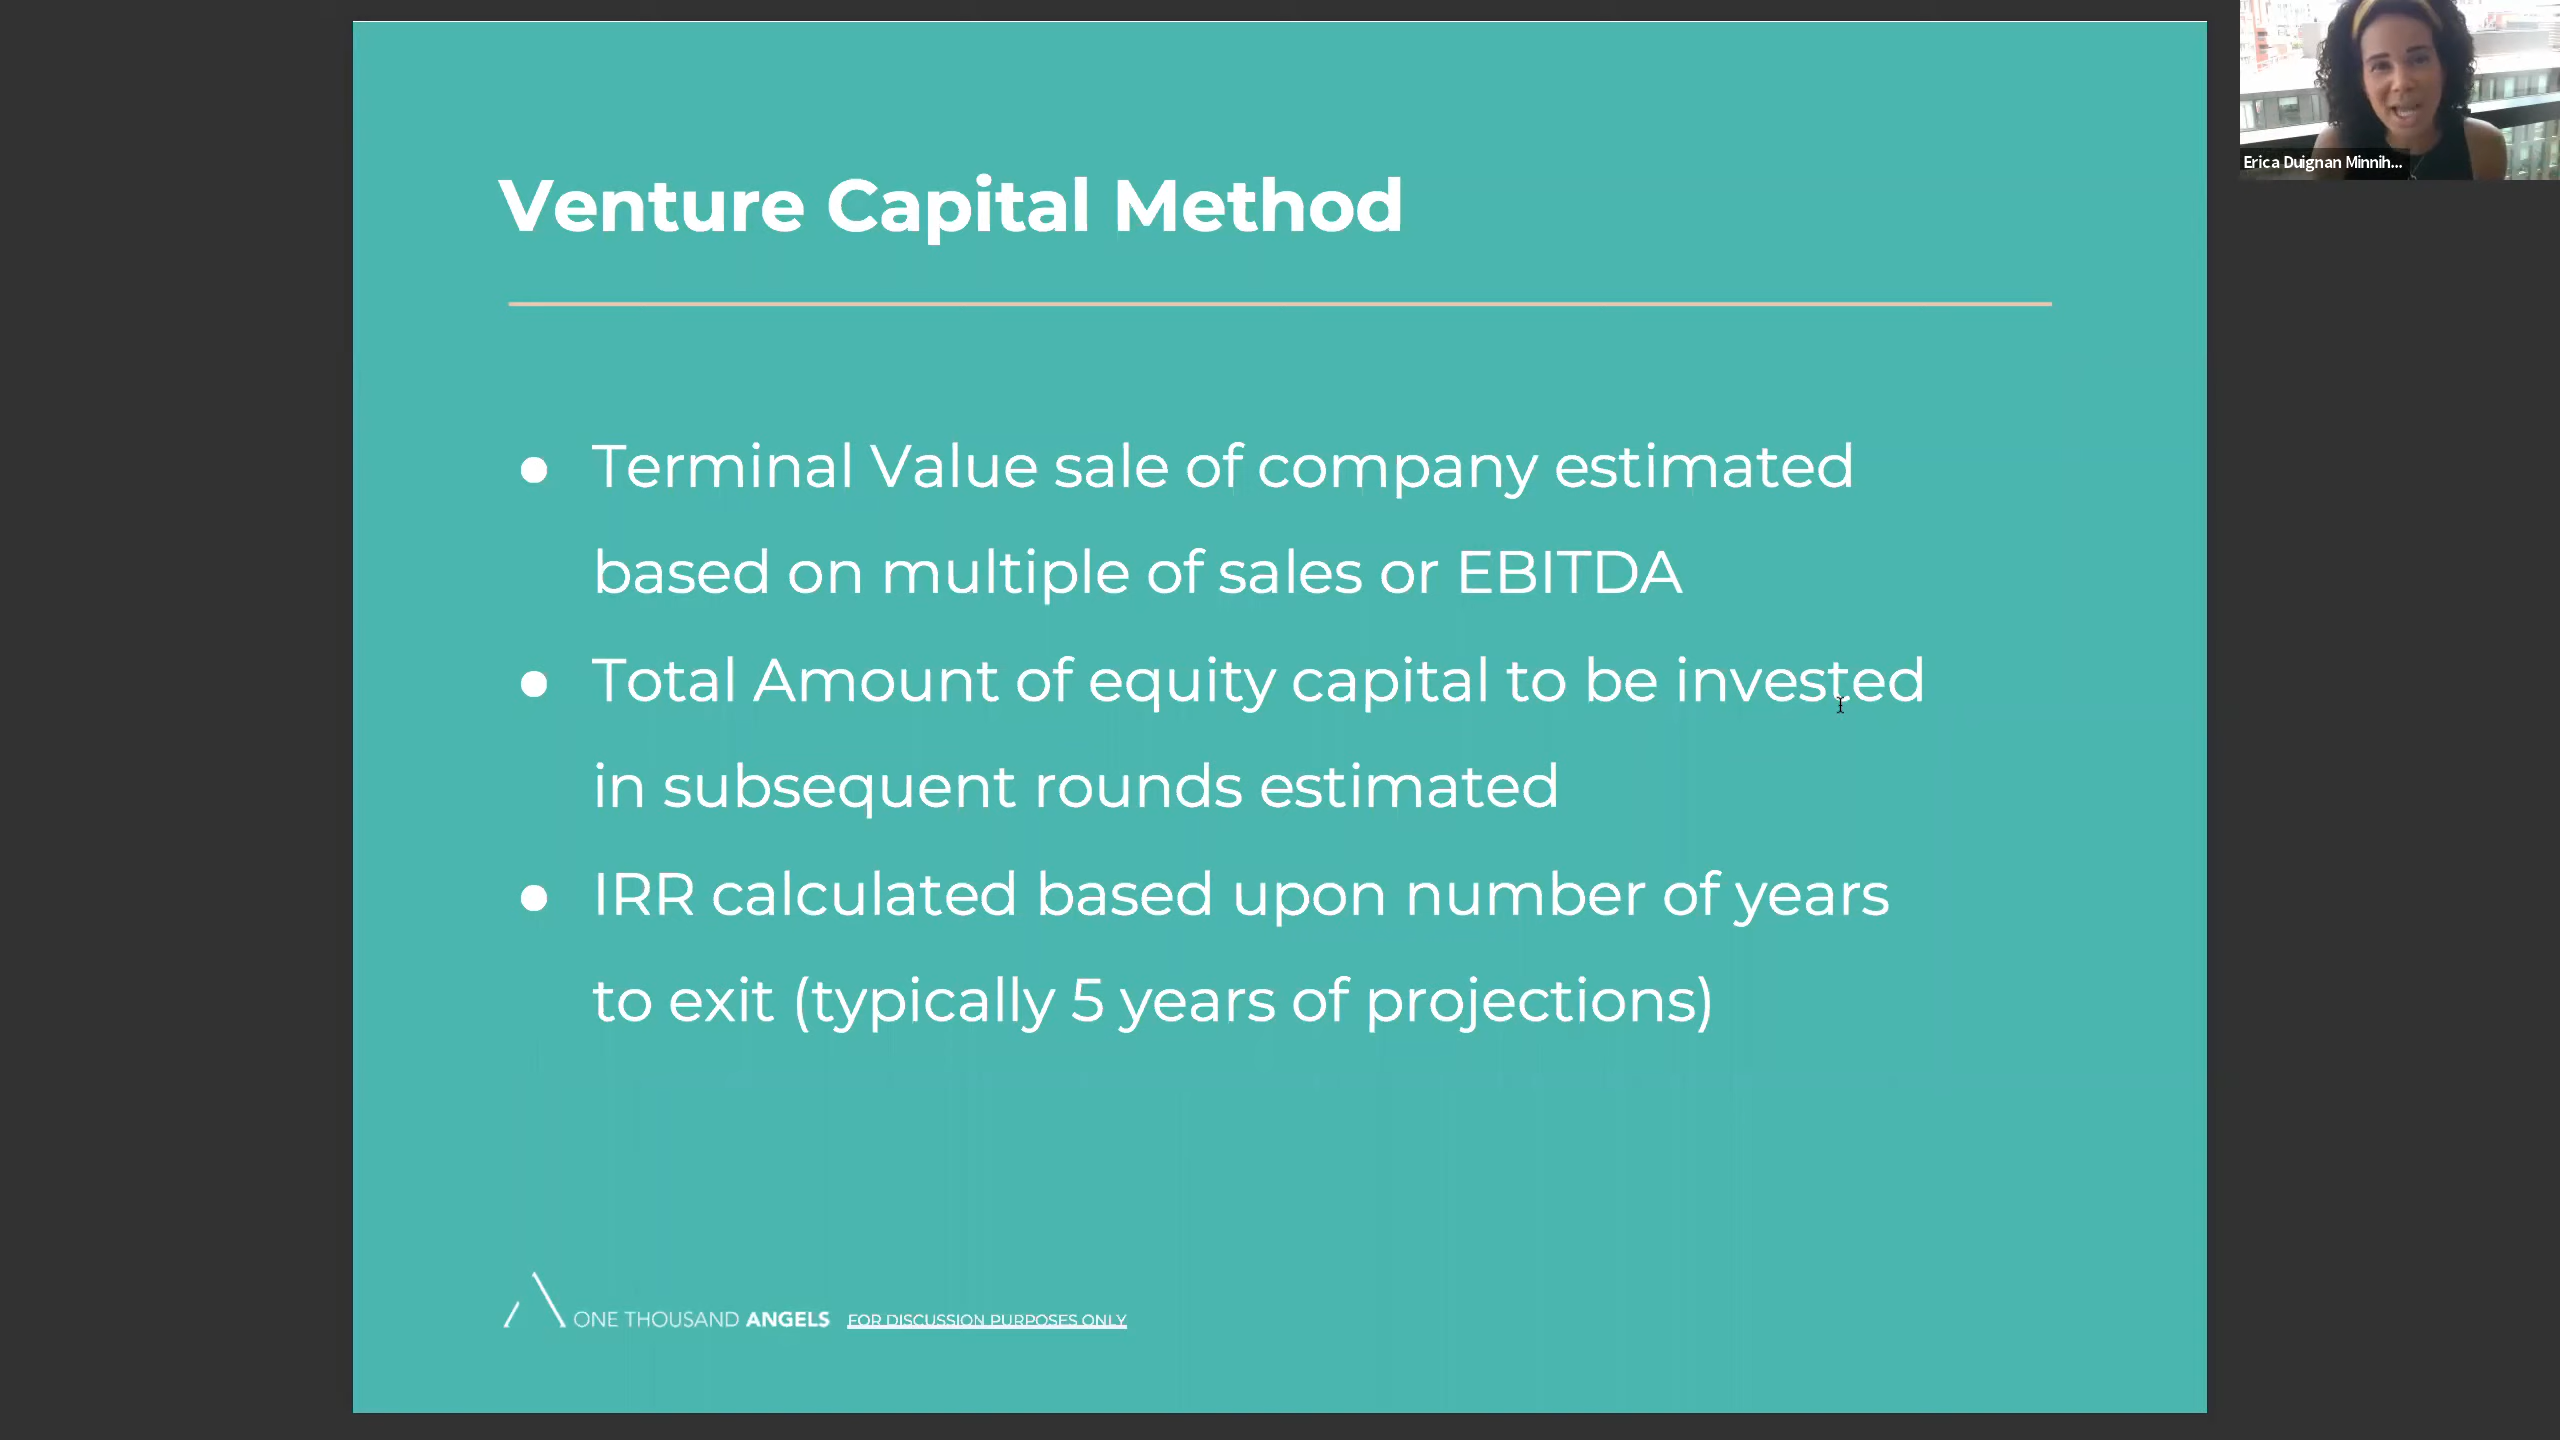 Venture Capital Method
● Terminal Value sale of company estimated
based on multiple of sales or EBITDA
● Total Amount of equity capital to be invested
in subsequent rounds estimated
● IRR calculated based upon number of years
to exit (typically 5 years of projections)
ONE THOUSAND ANGELS FOR DISCUSSION PURPOSES ONLY
Erica Duignan Minnih...